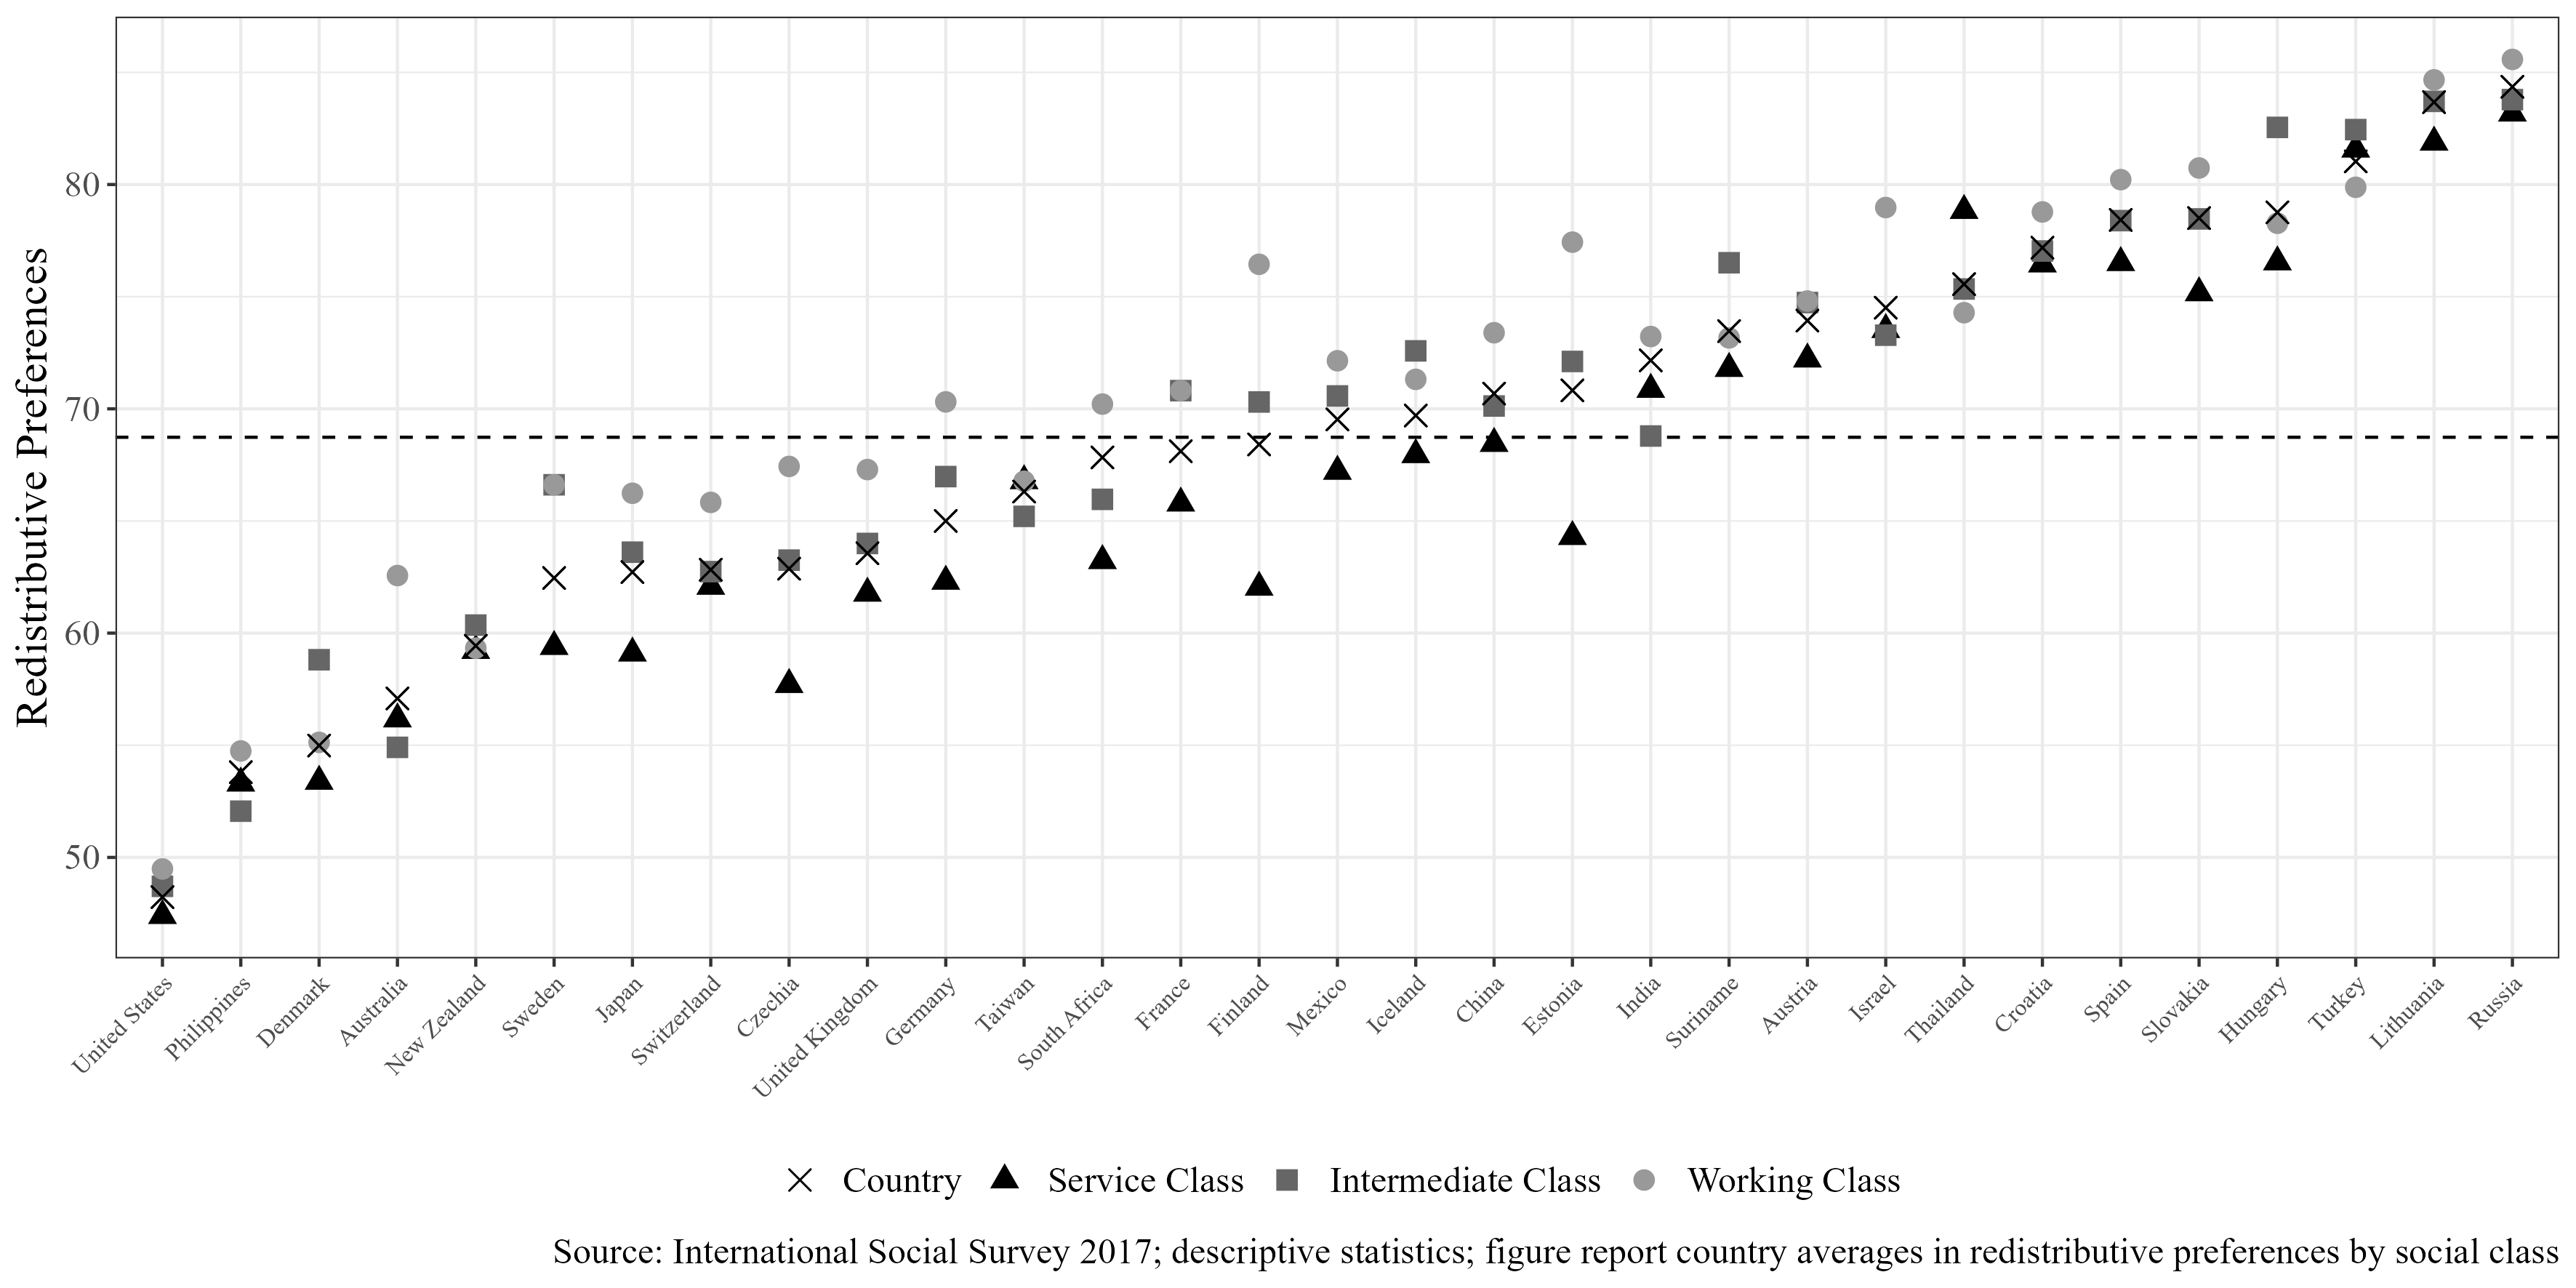 Redistributive Preferences
80
70
60
50
United States
Philippines
Denmark
Australia
New Zealand
Sweden
Japan
Switzerland
Czechia
United Kingdom
Germany
Taiwan
South Africa
France
Finland
Mexico
Iceland
China
Estonia
India
Suriname
Austria
Israel
Thailand
Croatia
Spain
Slovakia
Hungary
Turkey
Lithuania
Russia
Country Service Class Intermediate Class Working Class
Source: International Social Survey 2017; descriptive statistics; figure report country averages in redistributive preferences by social class